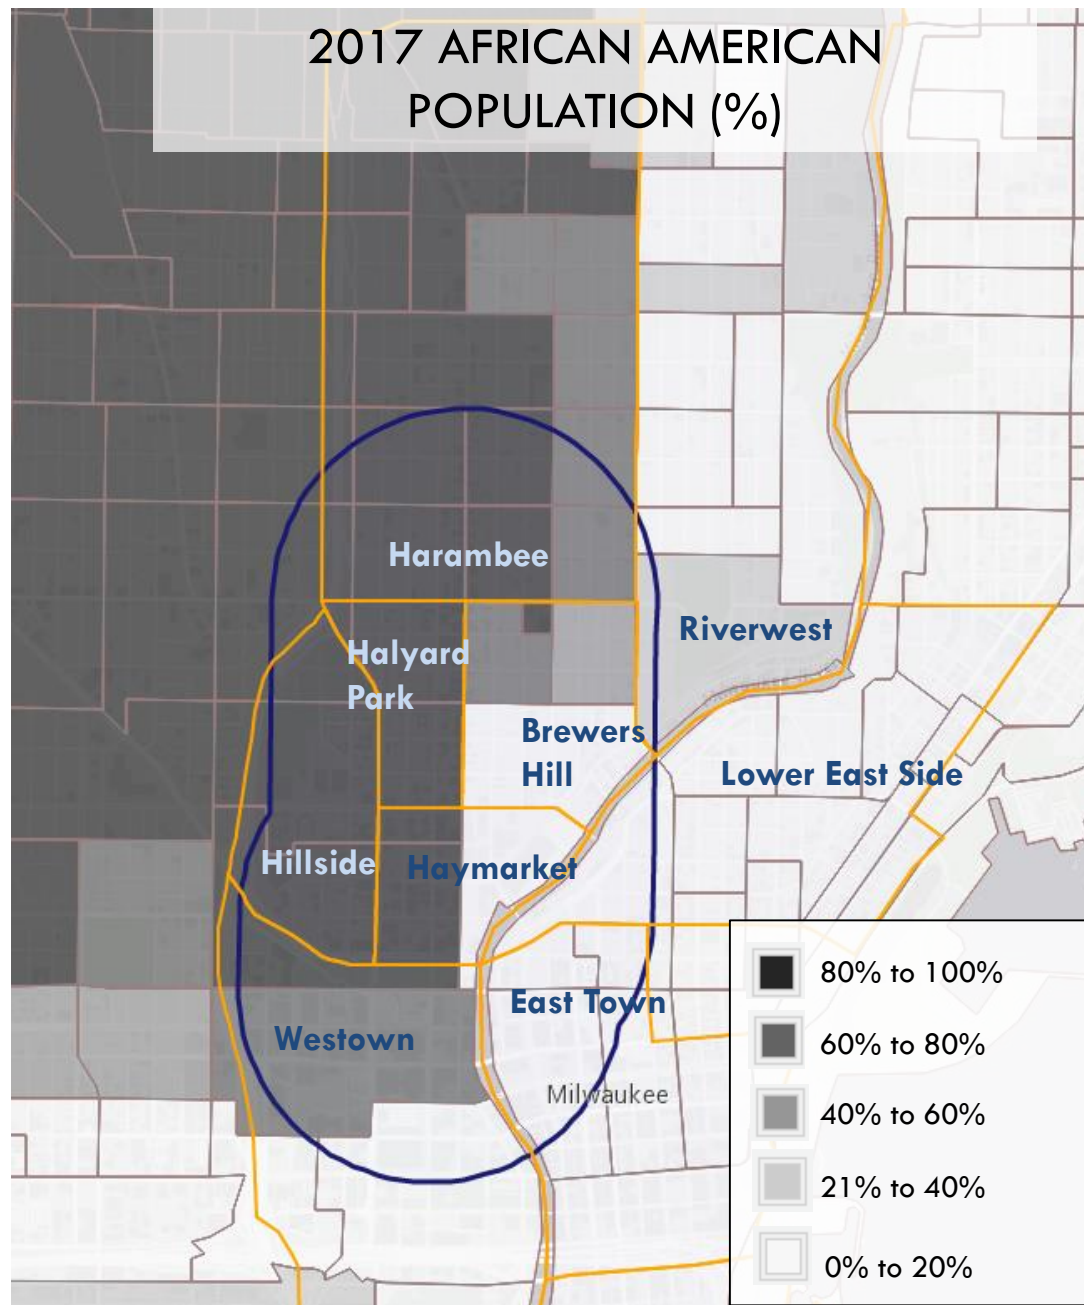 2017 AFRICAN AMERICAN
POPULATION (%)
Harambee
Halyard
Park
Riverwest
Brewers
Hill
Lower East Side
Hillside
Haymarket
East Town
Westown
Milwaukee
80% to 100%
60% to 80%
40% to 60%
21% to 40%
0% to 20%